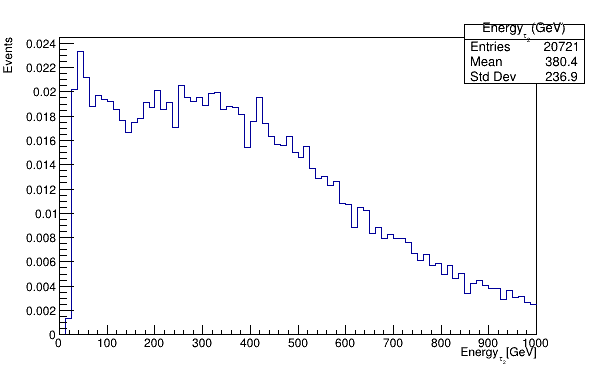 Energy_τ₂ (GeV)
Entries 20721
Mean 380.4
Std Dev 236.9
Events
0.024
0.022
0.02
0.018
0.016
0.014
0.012
0.01
0.008
0.006
0.004
0.002
0
0 100 200 300 400 500 600 700 800 900 1000
Energy_τ₂ [GeV]